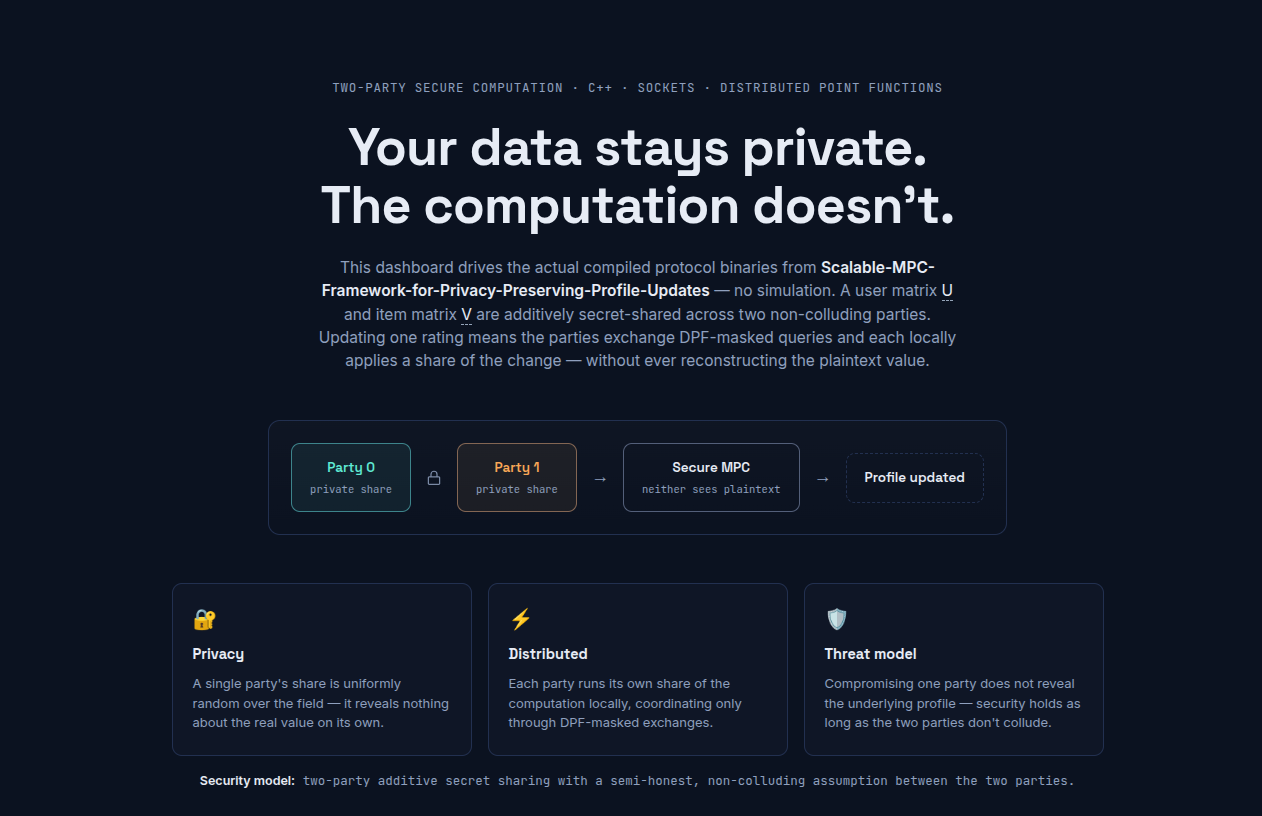 TWO-PARTY SECURE COMPUTATION · C++ · SOCKETS · DISTRIBUTED POINT FUNCTIONS
Your data stays private.
The computation doesn’t.
This dashboard drives the actual compiled protocol binaries from Scalable-MPC-
Framework-for-Privacy-Preserving-Profile-Updates — no simulation. A user matrix U
and item matrix V are additively secret-shared across two non-colluding parties.
Updating one rating means the parties exchange DPF-masked queries and each locally
applies a share of the change — without ever reconstructing the plaintext value.
Party 0
private share
Party 1
private share
→
Secure MPC
neither sees plaintext
→
Profile updated
Privacy
A single party's share is uniformly
random over the field — it reveals nothing
about the real value on its own.
Distributed
Each party runs its own share of the
computation locally, coordinating only
through DPF-masked exchanges.
Threat model
Compromising one party does not reveal
the underlying profile — security holds as
long as the two parties don't collude.
Security model: two-party additive secret sharing with a semi-honest, non-colluding assumption between the two parties.